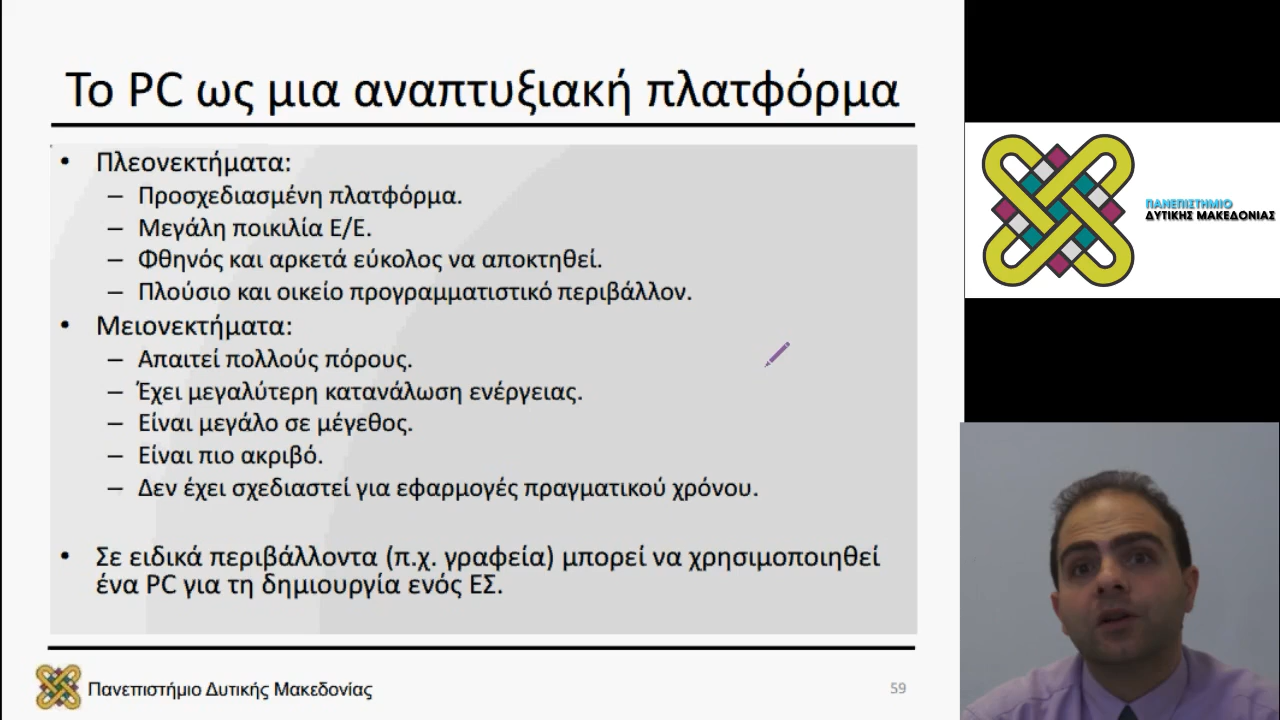 Το PC ως μια αναπτυξιακή πλατφόρμα
• Πλεονεκτήματα:
– Προσχεδιασμένη πλατφόρμα.
– Μεγάλη ποικιλία Ε/Ε.
– Φθηνός και αρκετά εύκολος να αποκτηθεί.
– Πλούσιο και οικείο προγραμματιστικό περιβάλλον.
• Μειονεκτήματα:
– Απαιτεί πολλούς πόρους.
– Έχει μεγαλύτερη κατανάλωση ενέργειας.
– Είναι μεγάλο σε μέγεθος.
– Είναι πιο ακριβό.
– Δεν έχει σχεδιαστεί για εφαρμογές πραγματικού χρόνου.
• Σε ειδικά περιβάλλοντα (π.χ. γραφεία) μπορεί να χρησιμοποιηθεί
ένα PC για τη δημιουργία ενός ΕΣ.
Πανεπιστήμιο Δυτικής Μακεδονίας
59
ΠΑΝΕΠΙΣΤΗΜΙΟ
ΔΥΤΙΚΗΣ ΜΑΚΕΔΟΝΙΑΣ